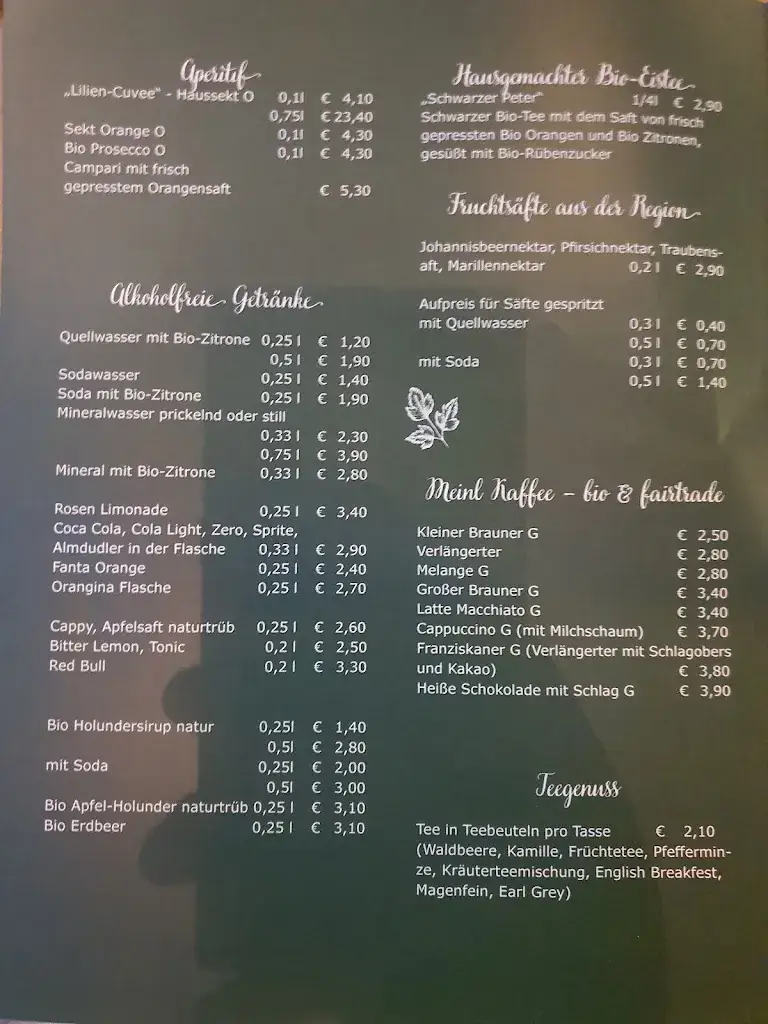 Aperitif
„Lilien-Cuvee" - Haussekt O 0,1l € 4,10
0,75l € 23,40
Sekt Orange O 0,1l € 4,30
Bio Prosecco O 0,1l € 4,30
Campari mit frisch
gepresstem Orangensaft € 5,30
Alkoholfreie Getränke
Quellwasser mit Bio-Zitrone 0,25 l € 1,20
0,5 l € 1,90
Sodawasser 0,25 l € 1,40
Soda mit Bio-Zitrone 0,25 l € 1,90
Mineralwasser prickelnd oder still
0,33 l € 2,30
0,75 l € 3,90
Mineral mit Bio-Zitrone 0,33 l € 2,80
Rosen Limonade 0,25 l € 3,40
Coca Cola, Cola Light, Zero, Sprite,
Almdudler in der Flasche 0,33 l € 2,90
Fanta Orange 0,25 l € 2,40
Orangina Flasche 0,25 l € 2,70
Cappy, Apfelsaft naturtrüb 0,25 l € 2,60
Bitter Lemon, Tonic 0,2 l € 2,50
Red Bull 0,2 l € 3,30
Bio Holundersirup natur 0,25l € 1,40
0,5l € 2,80
mit Soda 0,25l € 2,00
0,5l € 3,00
Bio Apfel-Holunder naturtrüb 0,25 l € 3,10
Bio Erdbeer 0,25 l € 3,10
Hausgemachter Bio-Eistee
„Schwarzer Peter" 1/4l € 2,90
Schwarzer Bio-Tee mit dem Saft von frisch
gepressten Bio Orangen und Bio Zitronen,
gesüßt mit Bio-Rübenzucker
Fruchtsäfte aus der Region
Johannisbeernektar, Pfirsichnektar, Traubens-
aft, Marillennektar 0,2 l € 2,90
Aufpreis für Säfte gespritzt
mit Quellwasser 0,3 l € 0,40
0,5 l € 0,70
mit Soda 0,3 l € 0,70
0,5 l € 1,40
Meinl Kaffee – bio & fairtrade
Kleiner Brauner G € 2,50
Verlängerter € 2,80
Melange G € 2,80
Großer Brauner G € 3,40
Latte Macchiato G € 3,40
Cappuccino G (mit Milchschaum) € 3,70
Franziskaner G (Verlängerter mit Schlagobers
und Kakao) € 3,80
Heiße Schokolade mit Schlag G € 3,90
Teegenuss
Tee in Teebeuteln pro Tasse € 2,10
(Waldbeere, Kamille, Früchtetee, Pfeffermin-
ze, Kräuterteemischung, English Breakfest,
Magenfein, Earl Grey)